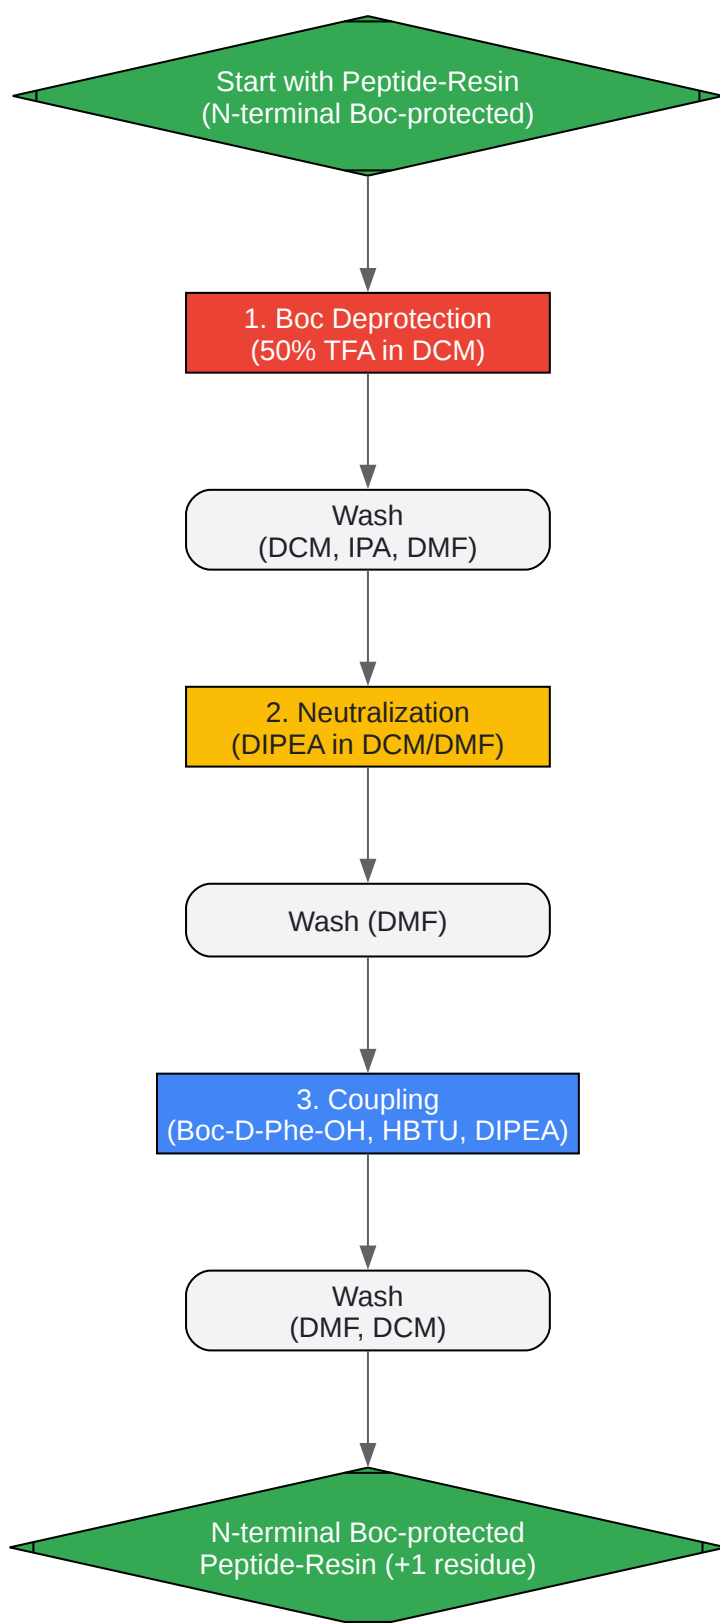 Start with Peptide-Resin
(N-terminal Boc-protected)
1. Boc Deprotection
(50% TFA in DCM)
Wash
(DCM, IPA, DMF)
2. Neutralization
(DIPEA in DCM/DMF)
Wash (DMF)
3. Coupling
(Boc-D-Phe-OH, HBTU, DIPEA)
Wash
(DMF, DCM)
N-terminal Boc-protected
Peptide-Resin (+1 residue)